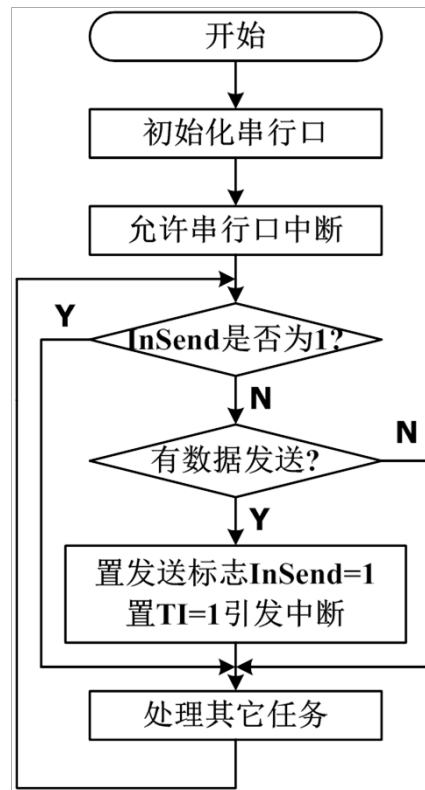 开始
初始化串行口
允许串行口中断
Y
InSend是否为1?
N
N
有数据发送?
Y
置发送标志InSend=1
置TI=1引发中断
处理其它任务